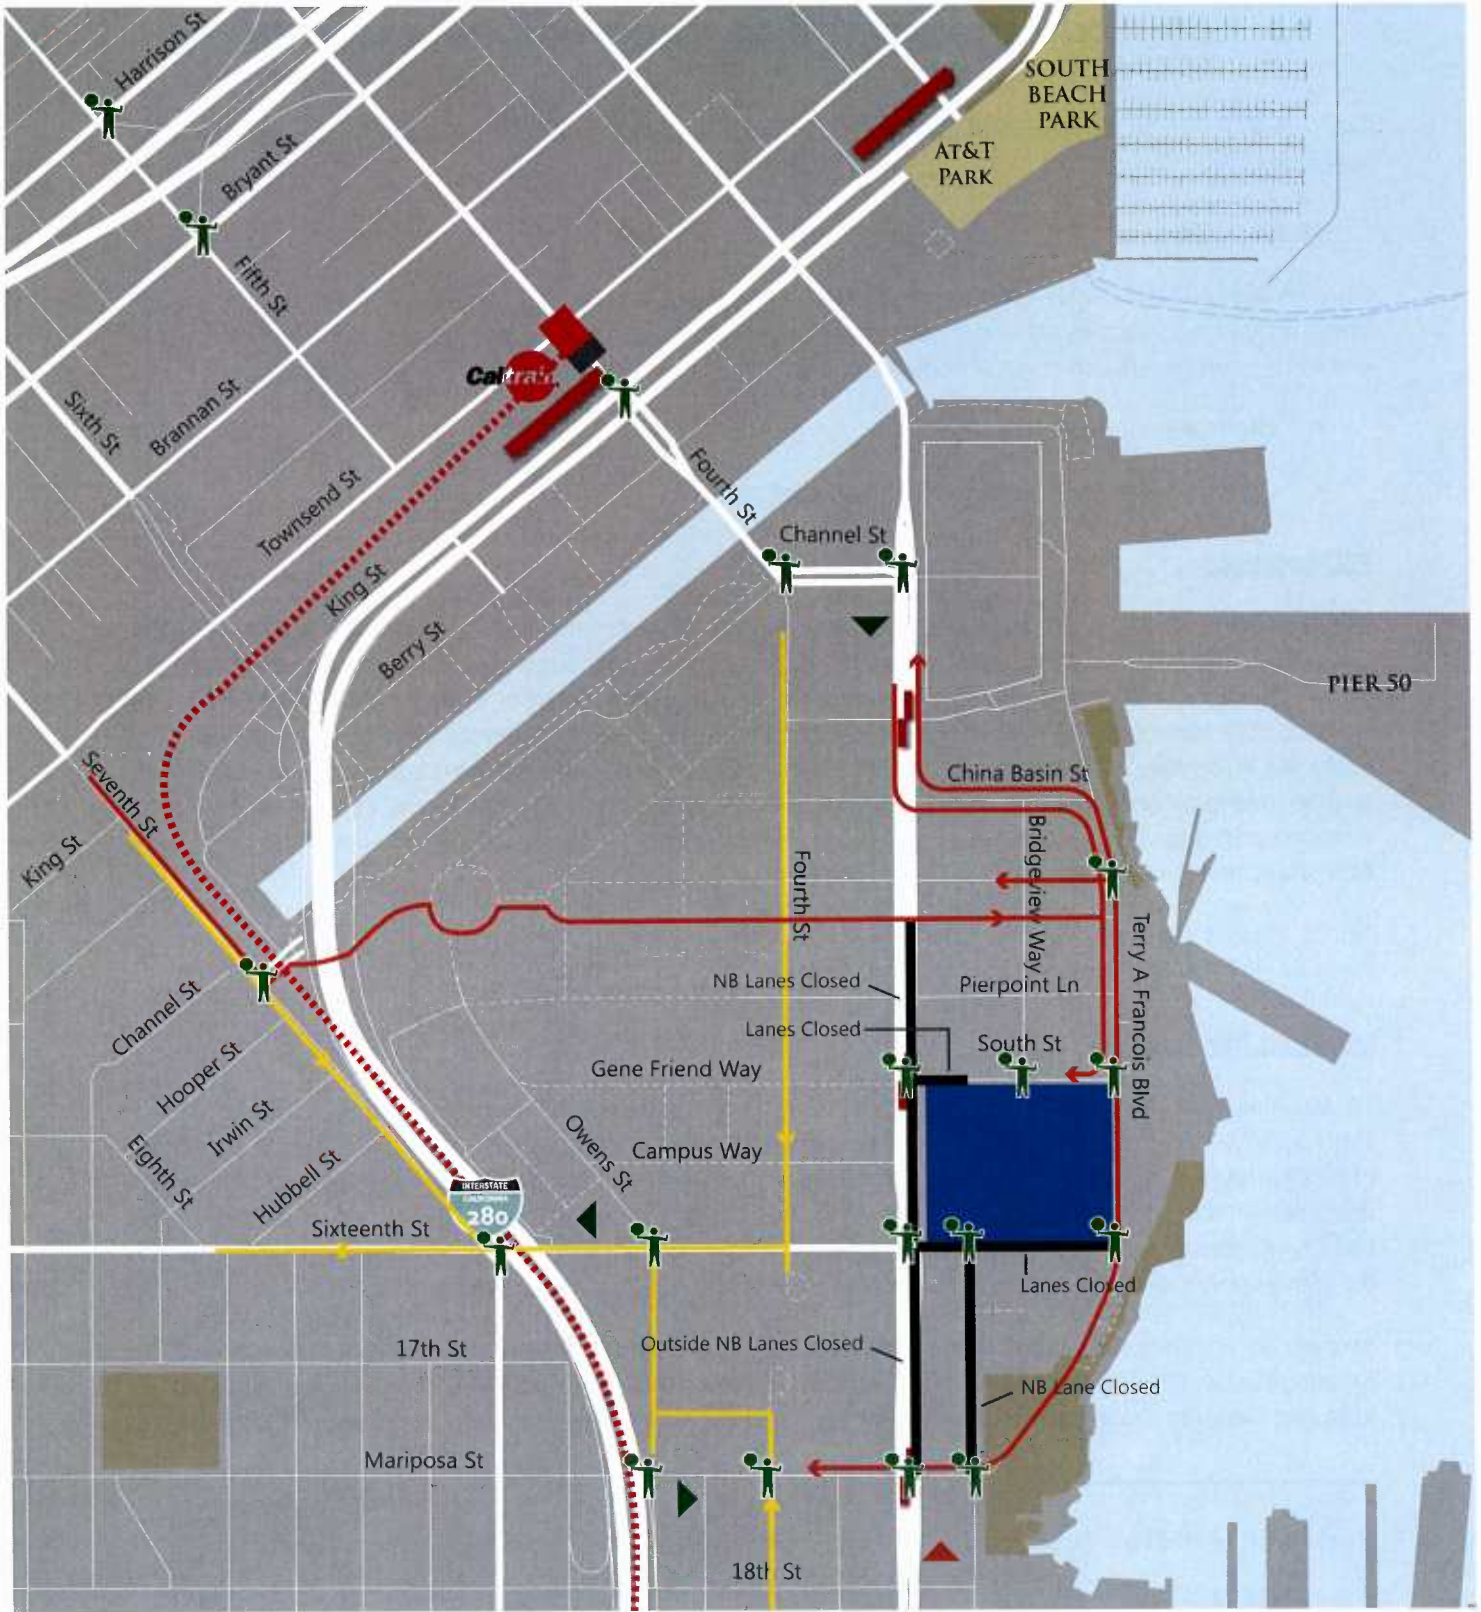 Harrison St
SOUTH
BEACH
PARK
AT&T
PARK
Bryant St
Fifth St
Caltrain
Sixth St
Brannan St
Townsend St
Fourth St
Channel St
King St
Berry St
PIER 50
Seventh St
China Basin St
King St
Bridgeview Way
Fourth St
Terry A Francois Blvd
NB Lanes Closed
Pierpoint Ln
Channel St
Lanes Closed
South St
Hooper St
Gene Friend Way
Irwin St
Owens St
Campus Way
Eighth St
Hubbell St
INTERSTATE
CALIFORNIA
280
Sixteenth St
Lanes Closed
17th St
Outside NB Lanes Closed
NB Lane Closed
Mariposa St
18th St